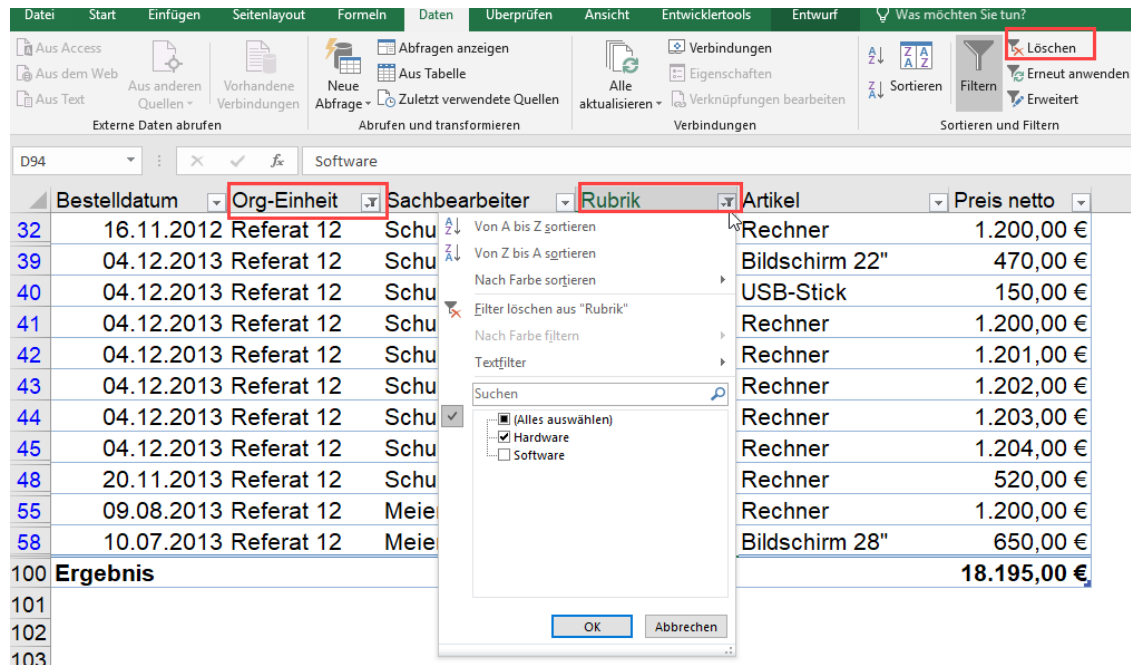 Datei Start Einfügen Seitenlayout Formeln Daten Überprüfen Ansicht Entwicklertools Entwurf Was möchten Sie tun?
Aus Access
Aus dem Web
Aus Text
Aus anderen
Quellen
Vorhandene
Verbindungen
Externe Daten abrufen
Neue
Abfrage
Abfragen anzeigen
Aus Tabelle
Zuletzt verwendete Quellen
Abrufen und transformieren
Alle
aktualisieren
Verbindungen
Eigenschaften
Verknüpfungen bearbeiten
Verbindungen
Sortieren
Filtern
Löschen
Erneut anwenden
Erweitert
Sortieren und Filtern
D94 fx Software
Bestelldatum Org-Einheit Sachbearbeiter Rubrik Artikel Preis netto
32 16.11.2012 Referat 12 Schu Rechner 1.200,00 €
39 04.12.2013 Referat 12 Schu Bildschirm 22" 470,00 €
40 04.12.2013 Referat 12 Schu USB-Stick 150,00 €
41 04.12.2013 Referat 12 Schu Rechner 1.200,00 €
42 04.12.2013 Referat 12 Schu Rechner 1.201,00 €
43 04.12.2013 Referat 12 Schu Rechner 1.202,00 €
44 04.12.2013 Referat 12 Schu Rechner 1.203,00 €
45 04.12.2013 Referat 12 Schu Rechner 1.204,00 €
48 20.11.2013 Referat 12 Schu Rechner 520,00 €
55 09.08.2013 Referat 12 Meie Rechner 1.200,00 €
58 10.07.2013 Referat 12 Meie Bildschirm 28" 650,00 €
100 Ergebnis 18.195,00 €
101
102
103
Von A bis Z sortieren
Von Z bis A sortieren
Nach Farbe sortieren
Filter löschen aus "Rubrik"
Nach Farbe filtern
Textfilter
Suchen
(Alles auswählen)
Hardware
Software
OK Abbrechen